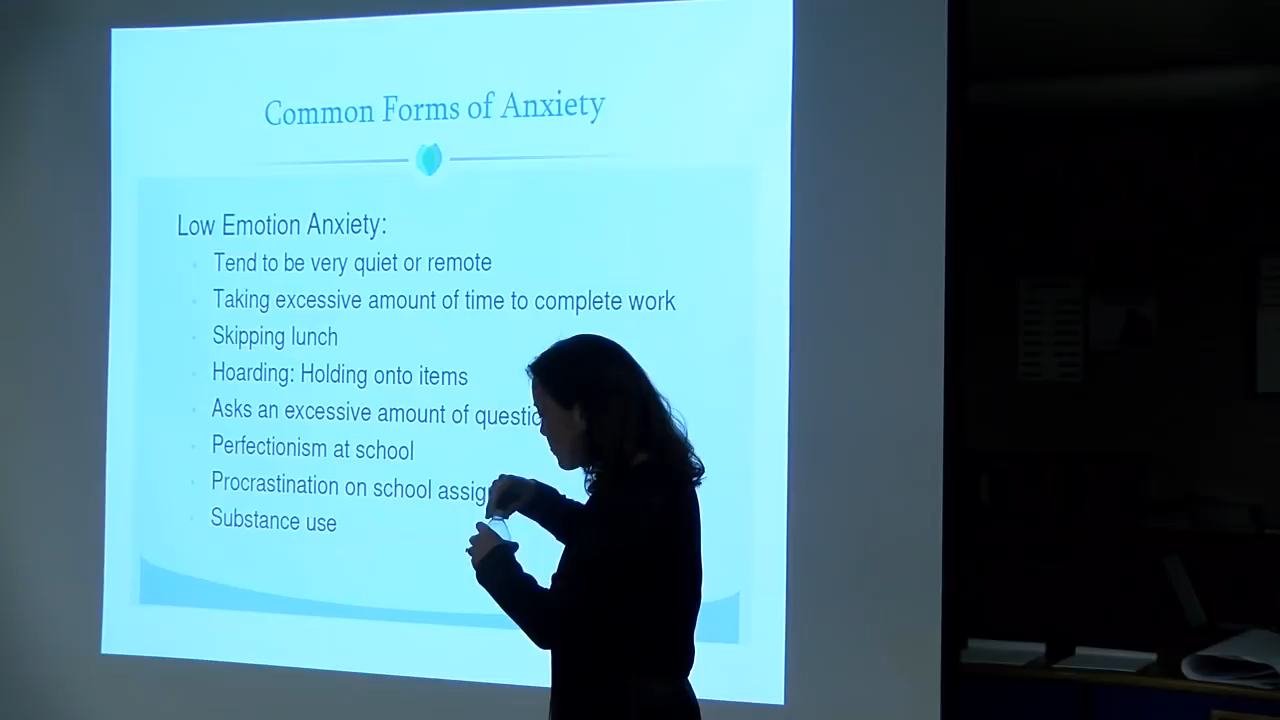 Common Forms of Anxiety
Low Emotion Anxiety:
Tend to be very quiet or remote
Taking excessive amount of time to complete work
Skipping lunch
Hoarding: Holding onto items
Asks an excessive amount of
Perfectionism at school
Procrastination on school
Substance use